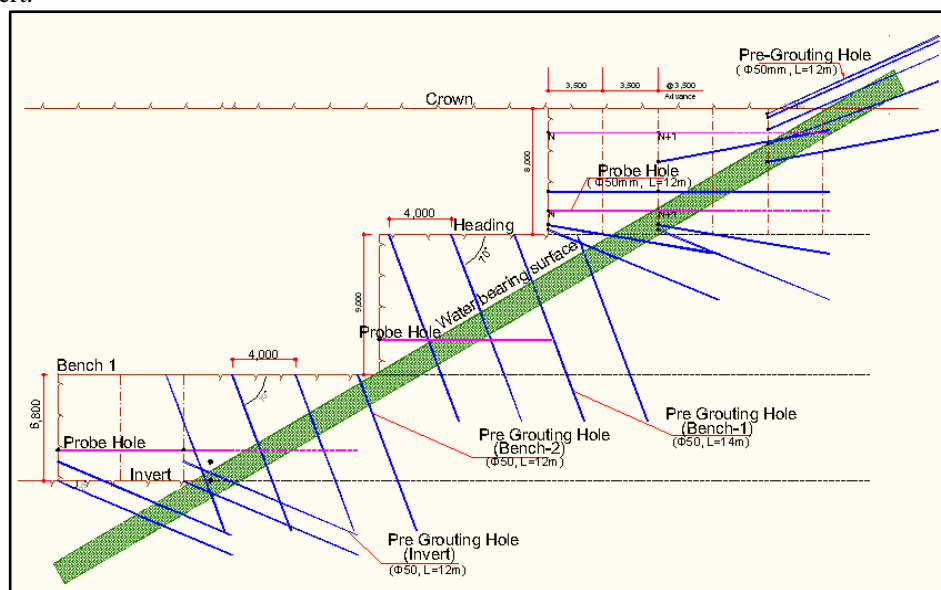 Pre-Grouting Hole
( Φ50mm, L=12m)
3,500
3,500
@3,500
Advance
Crown
8,000
N
N+1
Probe Hole
( Φ50mm, L=12m)
N
N+1
4,000
Heading
70°
9,000
Water bearing surface
Probe Hole
4,000
Bench 1
6,800
Pre Grouting Hole
(Bench-1)
(Φ50, L=14m)
Pre Grouting Hole
(Bench-2)
(Φ50, L=12m)
Probe Hole
Invert
Pre Grouting Hole
(Invert)
(Φ50, L=12m)